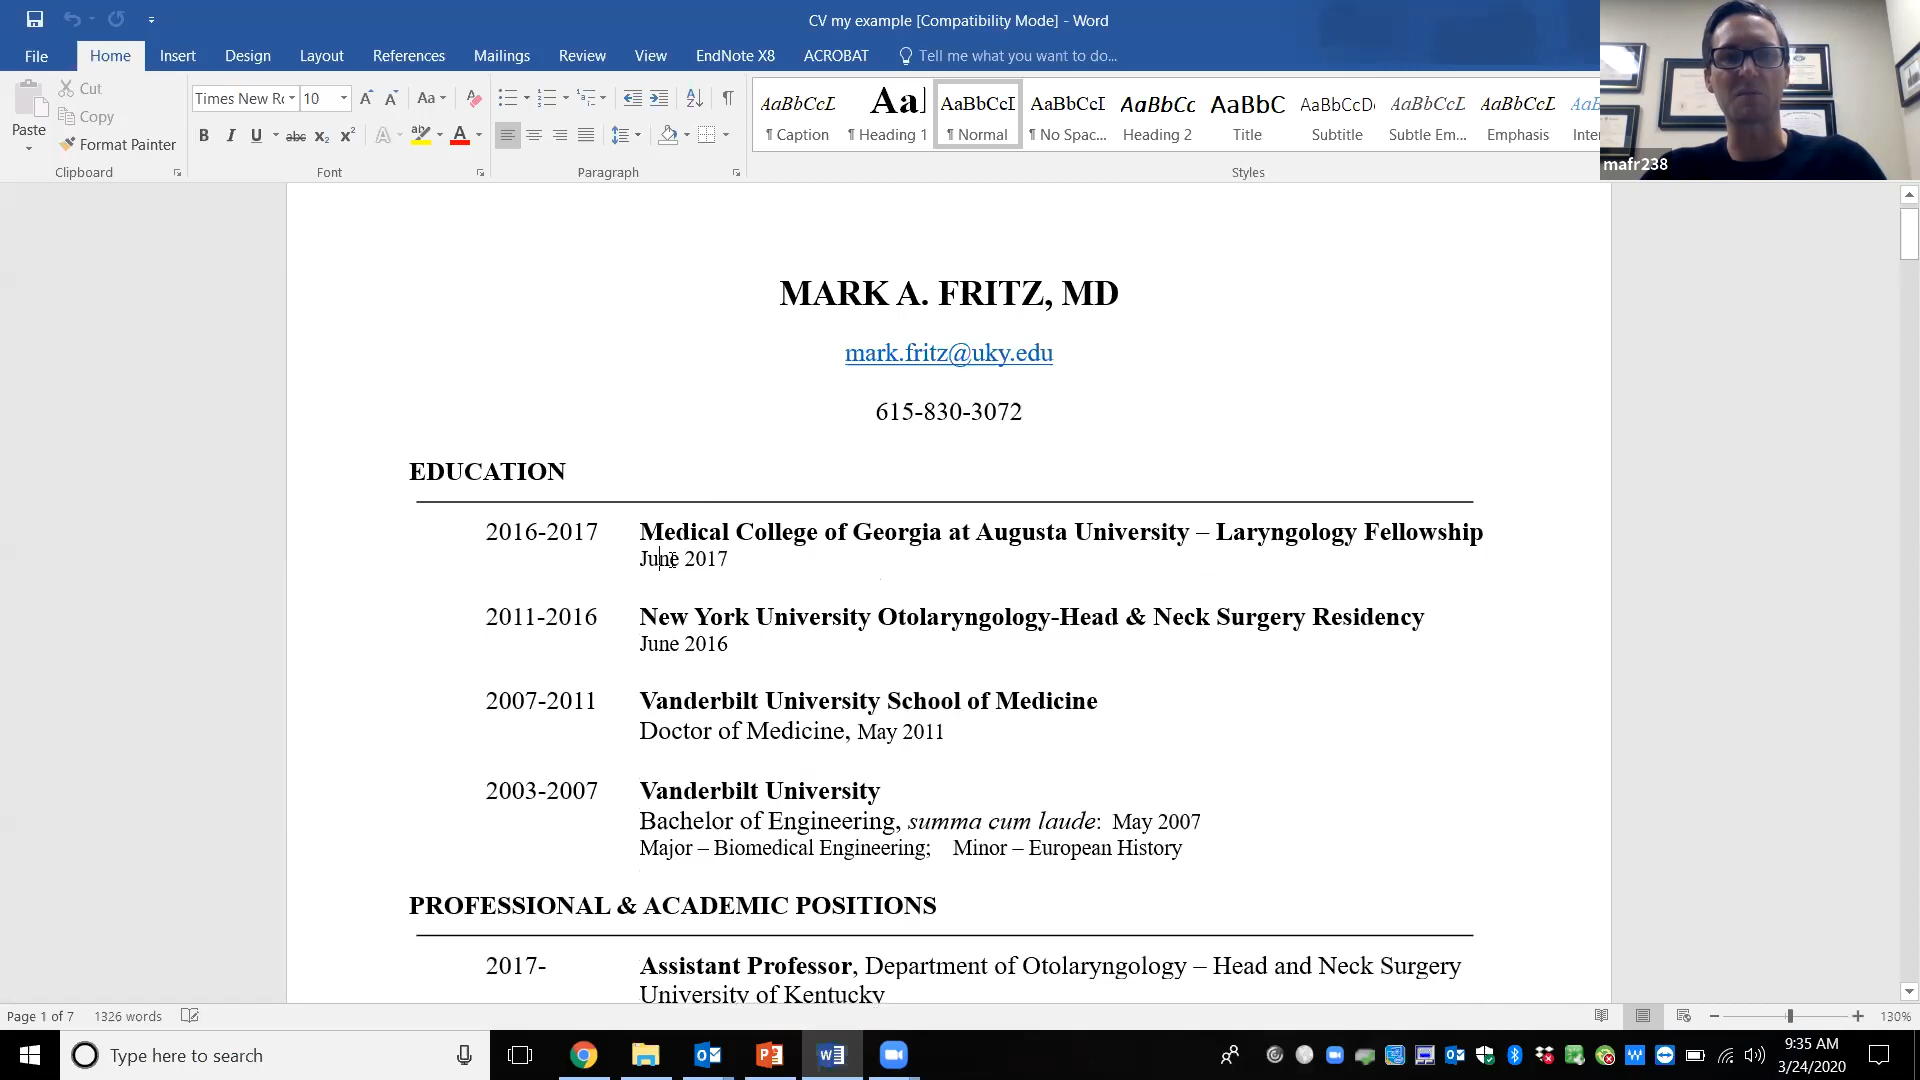 CV my example [Compatibility Mode] - Word
File Home Insert Design Layout References Mailings Review View EndNote X8 ACROBAT Tell me what you want to do...
Paste
Cut
Copy
Format Painter
Clipboard
Times New Ro 10
Font
Paragraph
AaBbCcL AaI AaBbCcI AaBbCcI AaBbCc AaBbC AaBbCcD AaBbCcL AaBbCcL
¶ Caption ¶ Heading 1 ¶ Normal ¶ No Spac... Heading 2 Title Subtitle Subtle Em... Emphasis
Styles
mafr238
MARK A. FRITZ, MD
mark.fritz@uky.edu
615-830-3072
EDUCATION
2016-2017 Medical College of Georgia at Augusta University – Laryngology Fellowship
June 2017
2011-2016 New York University Otolaryngology-Head & Neck Surgery Residency
June 2016
2007-2011 Vanderbilt University School of Medicine
Doctor of Medicine, May 2011
2003-2007 Vanderbilt University
Bachelor of Engineering, summa cum laude: May 2007
Major – Biomedical Engineering; Minor – European History
PROFESSIONAL & ACADEMIC POSITIONS
2017- Assistant Professor, Department of Otolaryngology – Head and Neck Surgery
University of Kentucky
Page 1 of 7 1326 words 130%
Type here to search
9:35 AM
3/24/2020